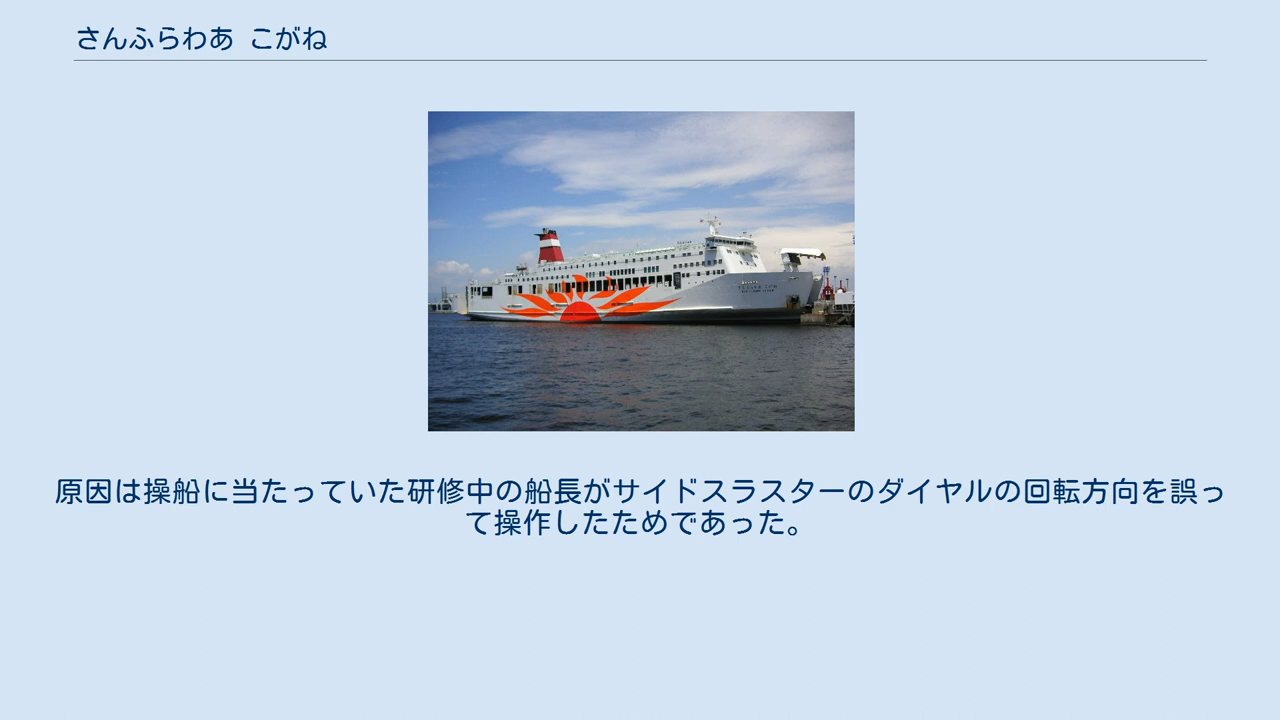 さんふらわあ こがね
原因は操船に当たっていた研修中の船長がサイドスラスターのダイヤルの回転方向を誤っ
て操作したためであった。